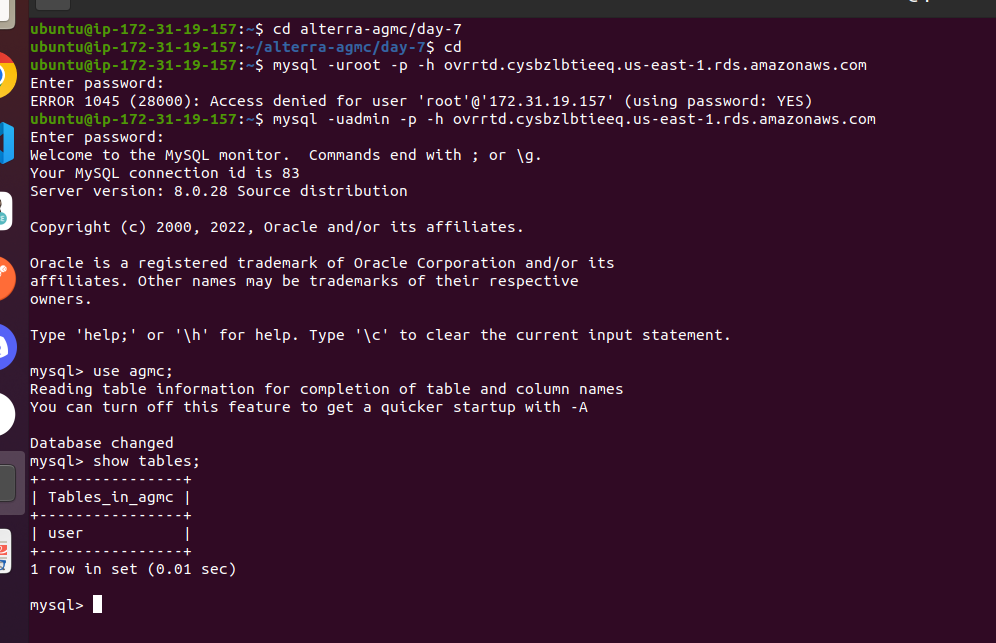 ubuntu@ip-172-31-19-157:~$ cd alterra-agmc/day-7
ubuntu@ip-172-31-19-157:~/alterra-agmc/day-7$ cd
ubuntu@ip-172-31-19-157:~$ mysql -uroot -p -h ovrrtd.cysbzlbtieeq.us-east-1.rds.amazonaws.com
Enter password:
ERROR 1045 (28000): Access denied for user 'root'@'172.31.19.157' (using password: YES)
ubuntu@ip-172-31-19-157:~$ mysql -uadmin -p -h ovrrtd.cysbzlbtieeq.us-east-1.rds.amazonaws.com
Enter password:
Welcome to the MySQL monitor.  Commands end with ; or \g.
Your MySQL connection id is 83
Server version: 8.0.28 Source distribution

Copyright (c) 2000, 2022, Oracle and/or its affiliates.

Oracle is a registered trademark of Oracle Corporation and/or its
affiliates. Other names may be trademarks of their respective
owners.

Type 'help;' or '\h' for help. Type '\c' to clear the current input statement.

mysql> use agmc;
Reading table information for completion of table and column names
You can turn off this feature to get a quicker startup with -A

Database changed
mysql> show tables;
+----------------+
| Tables_in_agmc |
+----------------+
| user           |
+----------------+
1 row in set (0.01 sec)

mysql>